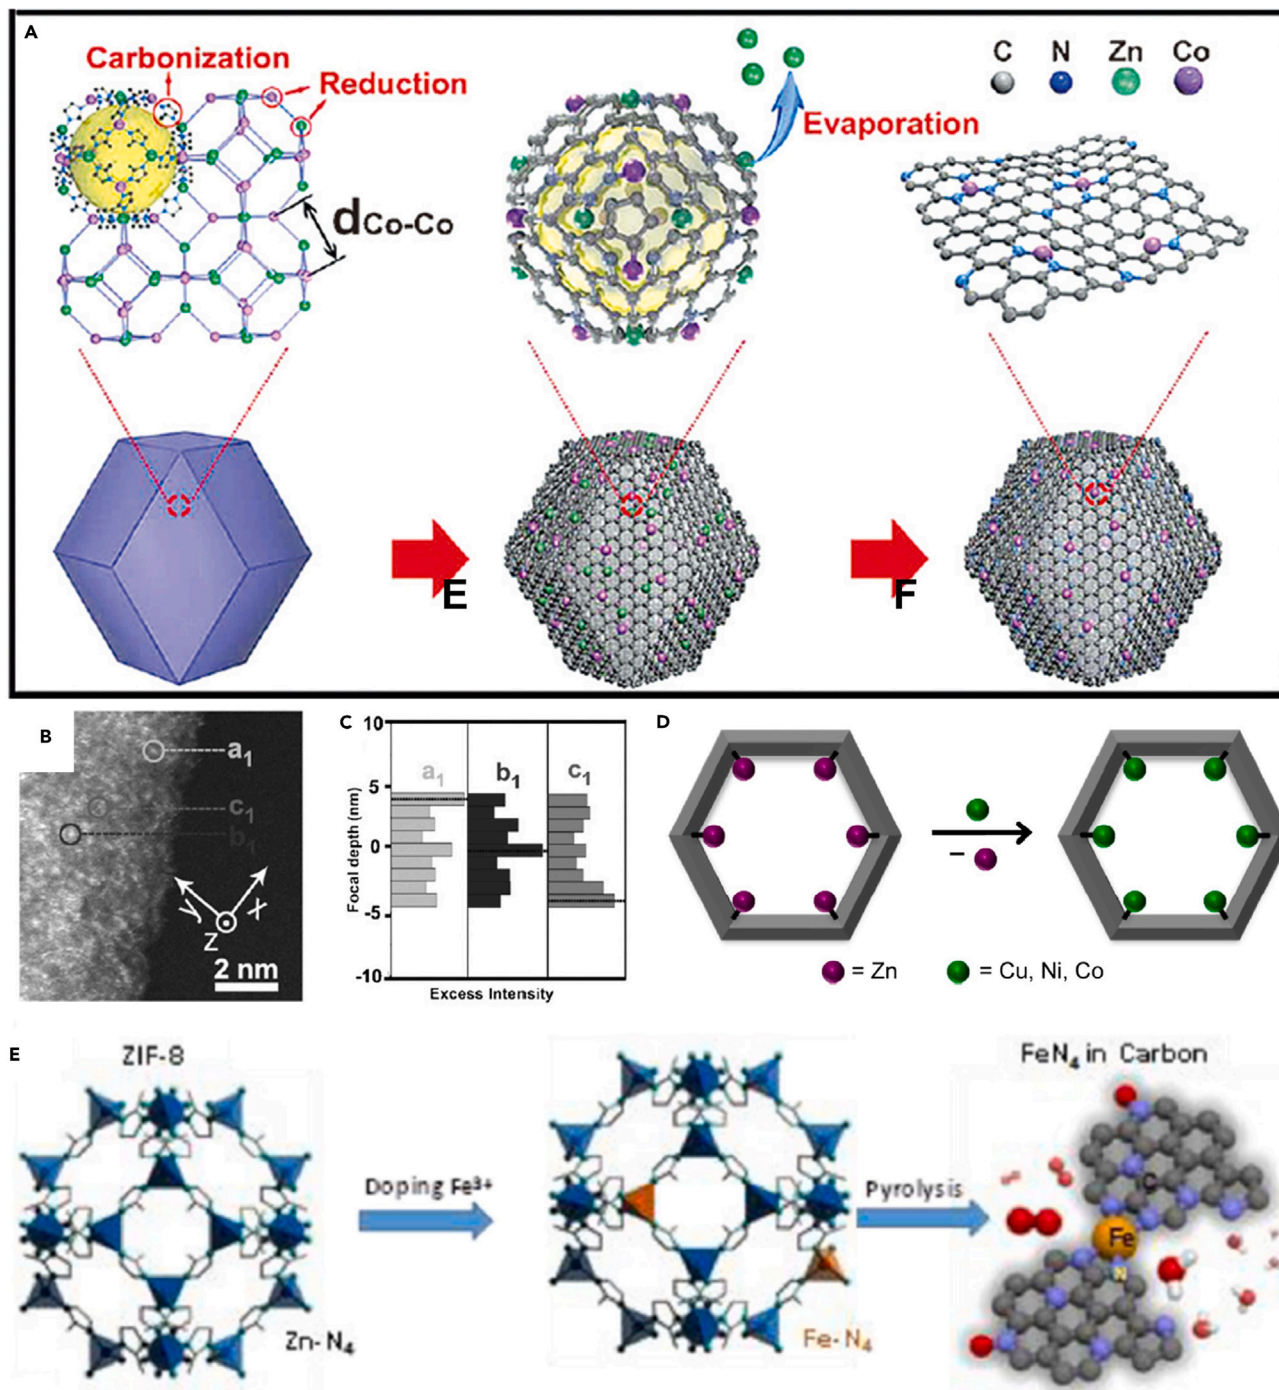 A
Carbonization
Reduction
dCo-Co
Evaporation
C N Zn Co
E
F
B
a1
c1
b1
y
x
z
2 nm
C
10
5
0
-5
-10
Focal depth (nm)
a1
b1
c1
Excess Intensity
D
−
= Zn
= Cu, Ni, Co
E
ZIF-8
Zn-N4
Doping Fe³⁺
Fe-N4
Pyrolysis
FeN4 in Carbon
C
Fe
N